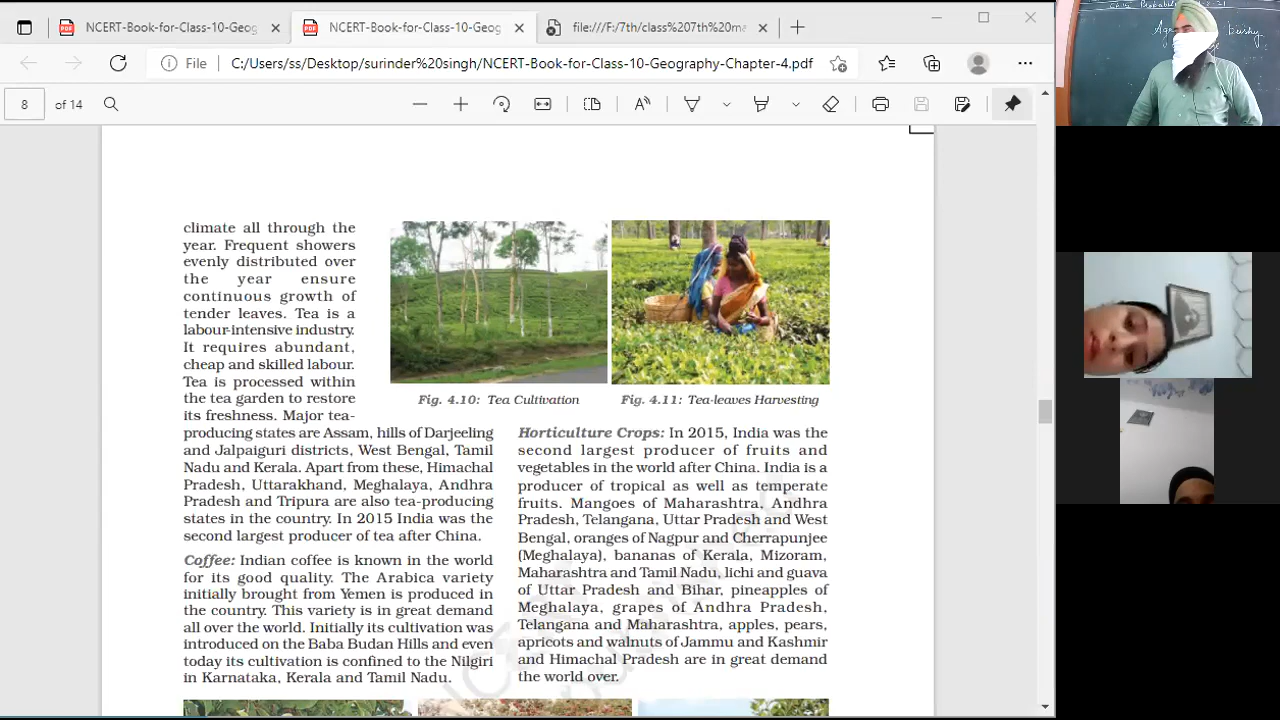 NCERT-Book-for-Class-10-Geog
NCERT-Book-for-Class-10-Geog
file:///F:/7th/class %207th%20ma
File
C:/Users/ss/Desktop/surinder%20singh/NCERT-Book-for-Class-10-Geography-Chapter-4.pdf
8 of 14
climate all through the
year. Frequent showers
evenly distributed over
the year ensure
continuous growth of
tender leaves. Tea is a
labour-intensive industry.
It requires abundant,
cheap and skilled labour.
Tea is processed within
the tea garden to restore
its freshness. Major tea-
producing states are Assam, hills of Darjeeling
and Jalpaiguri districts, West Bengal, Tamil
Nadu and Kerala. Apart from these, Himachal
Pradesh, Uttarakhand, Meghalaya, Andhra
Pradesh and Tripura are also tea-producing
states in the country. In 2015 India was the
second largest producer of tea after China.
Coffee: Indian coffee is known in the world
for its good quality. The Arabica variety
initially brought from Yemen is produced in
the country. This variety is in great demand
all over the world. Initially its cultivation was
introduced on the Baba Budan Hills and even
today its cultivation is confined to the Nilgiri
in Karnataka, Kerala and Tamil Nadu.
Fig. 4.10: Tea Cultivation
Fig. 4.11: Tea-leaves Harvesting
Horticulture Crops: In 2015, India was the
second largest producer of fruits and
vegetables in the world after China. India is a
producer of tropical as well as temperate
fruits. Mangoes of Maharashtra, Andhra
Pradesh, Telangana, Uttar Pradesh and West
Bengal, oranges of Nagpur and Cherrapunjee
(Meghalaya), bananas of Kerala, Mizoram,
Maharashtra and Tamil Nadu, lichi and guava
of Uttar Pradesh and Bihar, pineapples of
Meghalaya, grapes of Andhra Pradesh,
Telangana and Maharashtra, apples, pears,
apricots and walnuts of Jammu and Kashmir
and Himachal Pradesh are in great demand
the world over.